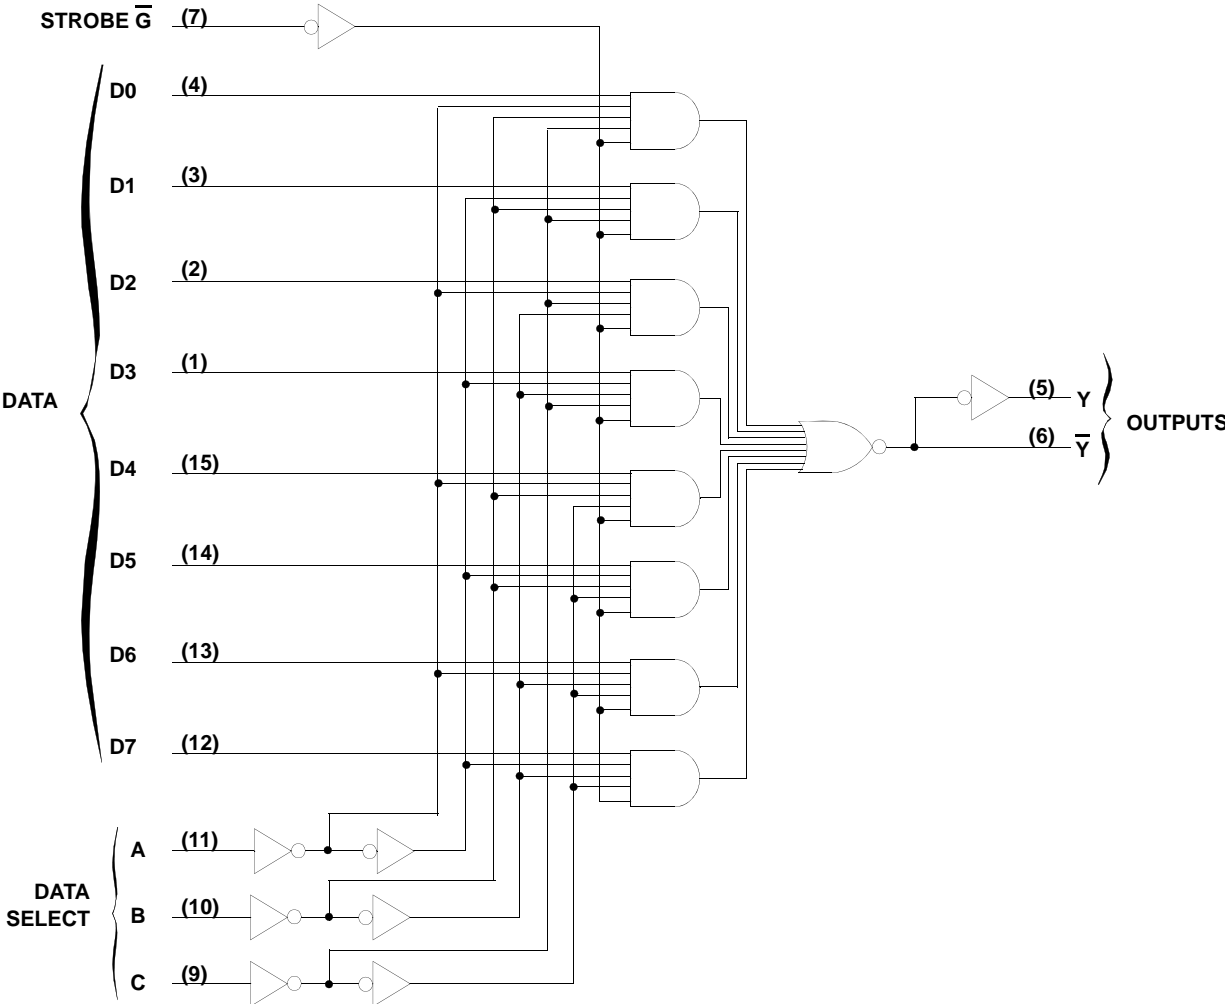 STROBE G̅ (7)
D0 (4)
D1 (3)
D2 (2)
D3 (1)
DATA
D4 (15)
D5 (14)
D6 (13)
D7 (12)
(5) Y
(6) Y̅
OUTPUTS
A (11)
DATA
SELECT
B (10)
C (9)